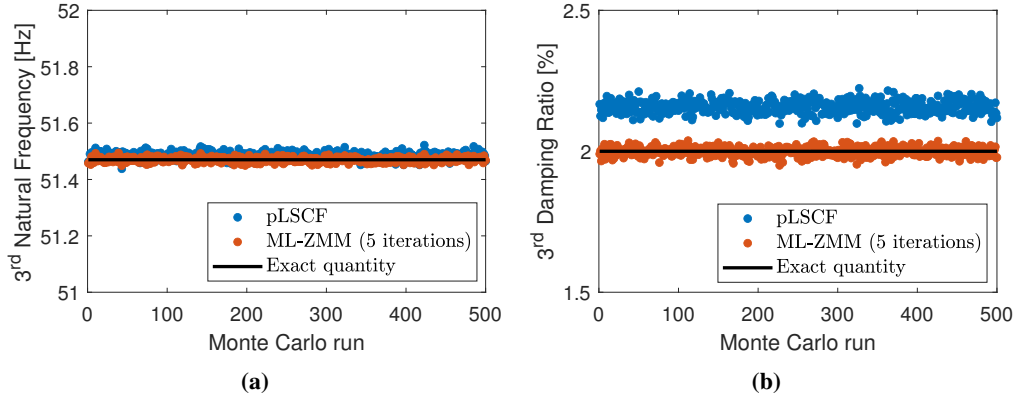 3rd Natural Frequency [Hz]
52
51.8
51.6
51.4
51.2
51
0 100 200 300 400 500
Monte Carlo run
pLSCF
ML-ZMM (5 iterations)
Exact quantity
(a)
3rd Damping Ratio [%]
2.5
2
1.5
0 100 200 300 400 500
Monte Carlo run
pLSCF
ML-ZMM (5 iterations)
Exact quantity
(b)